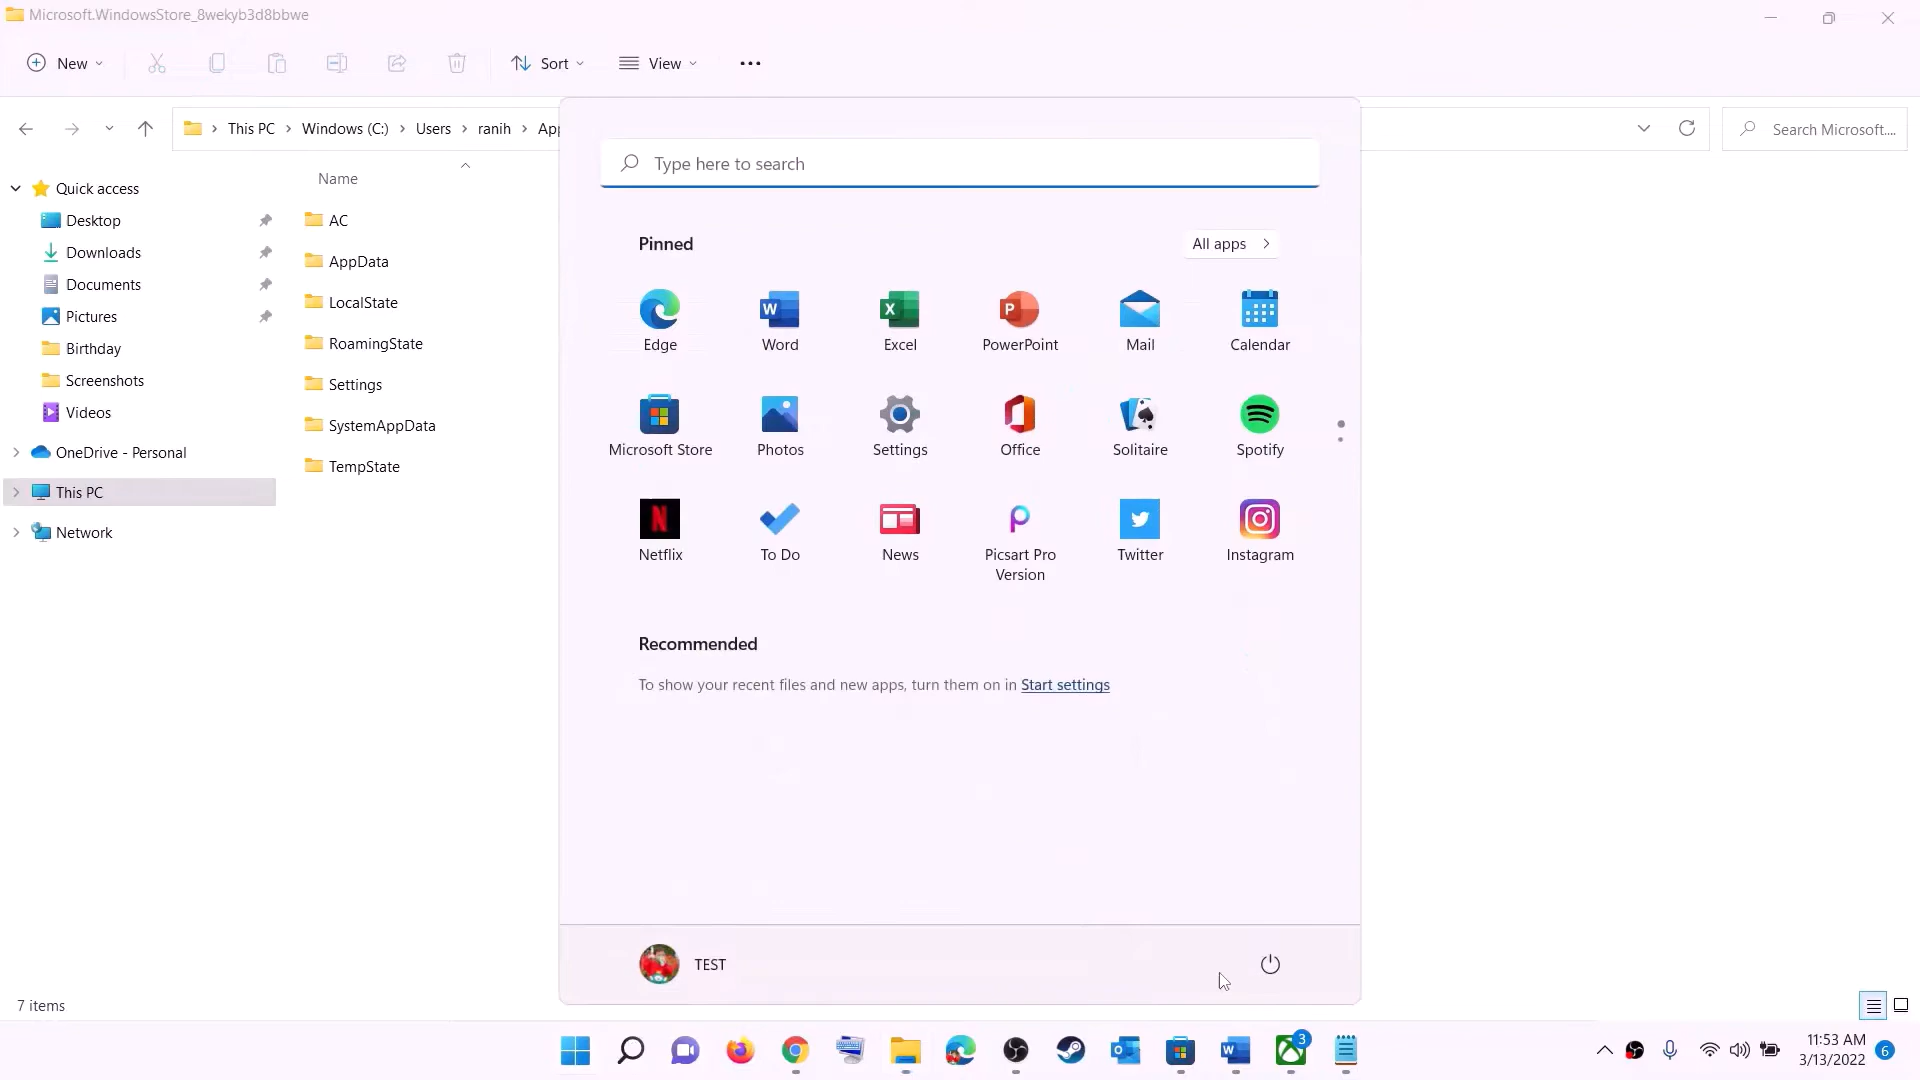 Microsoft.WindowsStore_8wekyb3d8bbwe
New
Sort
View
This PC
Windows (C:)
Users
ranih
Search Microsoft....
Name
Quick access
Desktop
Downloads
Documents
Pictures
Birthday
Screenshots
Videos
OneDrive - Personal
This PC
Network
AC
AppData
LocalState
RoamingState
Settings
SystemAppData
TempState
Type here to search
Pinned
All apps
Edge
Word
Excel
PowerPoint
Mail
Calendar
Microsoft Store
Photos
Settings
Office
Solitaire
Spotify
Netflix
To Do
News
Picsart Pro
Version
Twitter
Instagram
Recommended
To show your recent files and new apps, turn them on in Start settings
TEST
7 items
3
11:53 AM
3/13/2022
6